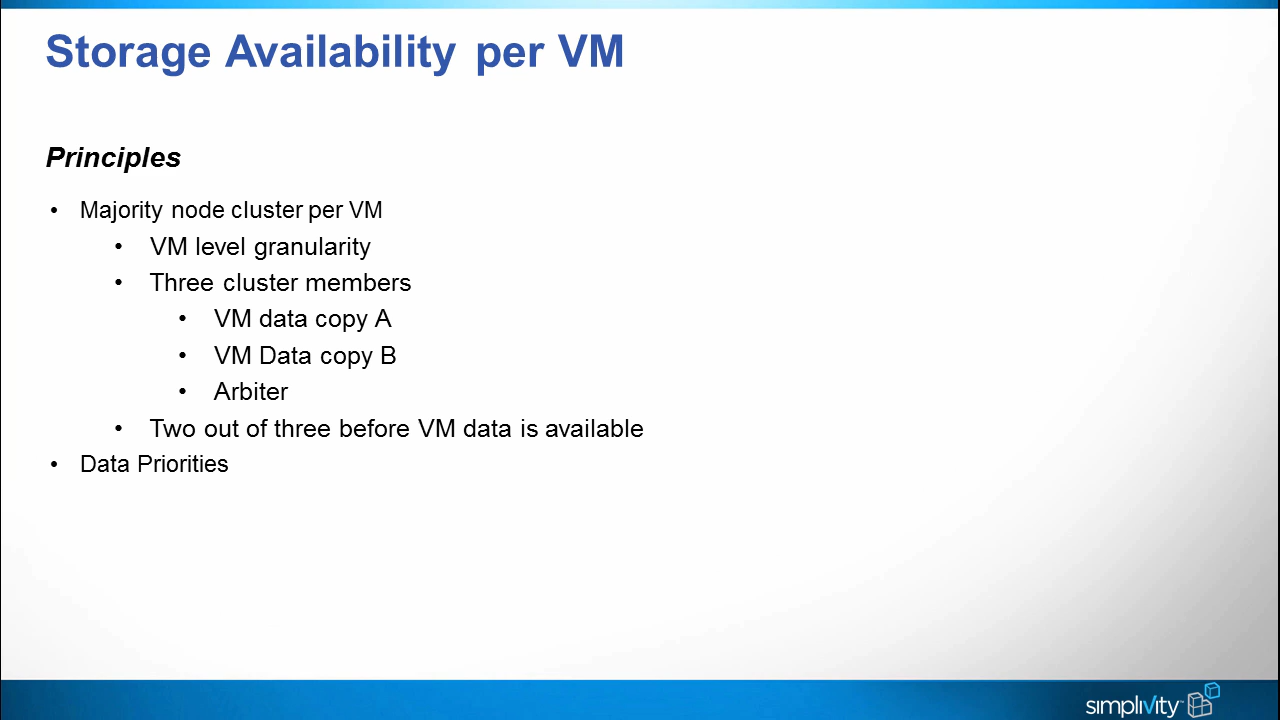 Storage Availability per VM
Principles
• Majority node cluster per VM
• VM level granularity
• Three cluster members
• VM data copy A
• VM Data copy B
• Arbiter
• Two out of three before VM data is available
• Data Priorities
simplivity